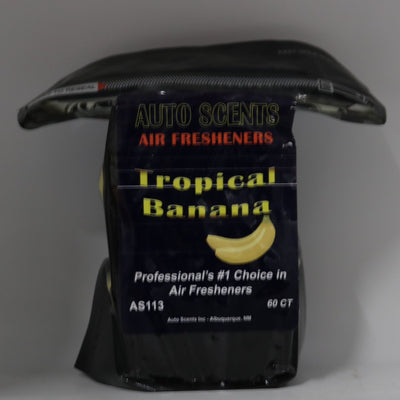 AUTO SCENTS
AIR FRESHENERS
Tropical
Banana
Professional's #1 Choice in
Air Fresheners
AS113 60 CT
Auto Scents Inc - Albuquerque, NM